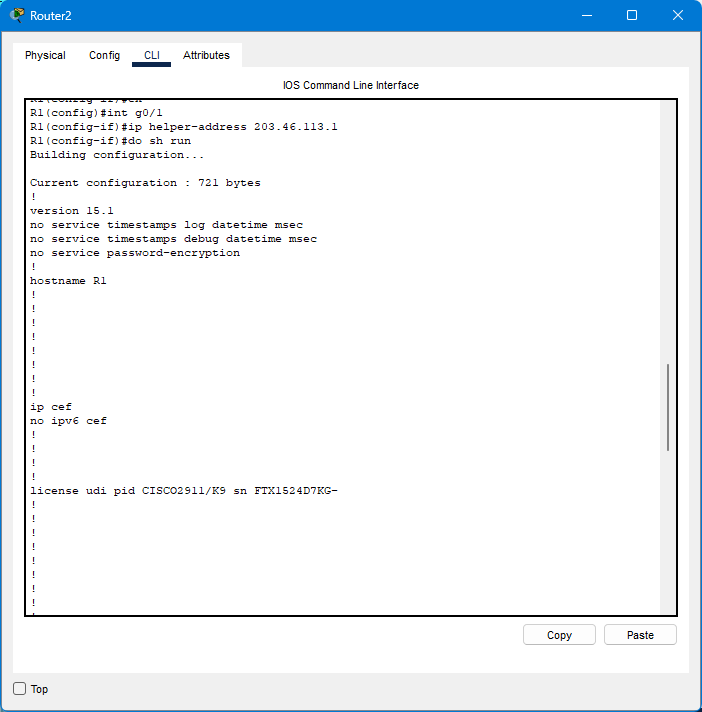 Router2
Physical Config CLI Attributes
IOS Command Line Interface
R1(config)#int g0/1
R1(config-if)#ip helper-address 203.46.113.1
R1(config-if)#do sh run
Building configuration...
Current configuration : 721 bytes
!
version 15.1
no service timestamps log datetime msec
no service timestamps debug datetime msec
no service password-encryption
!
hostname R1
!
!
!
!
!
!
!
!
ip cef
no ipv6 cef
!
!
!
!
license udi pid CISCO2911/K9 sn FTX1524D7KG-
!
!
!
!
!
!
!
!
Copy Paste
Top